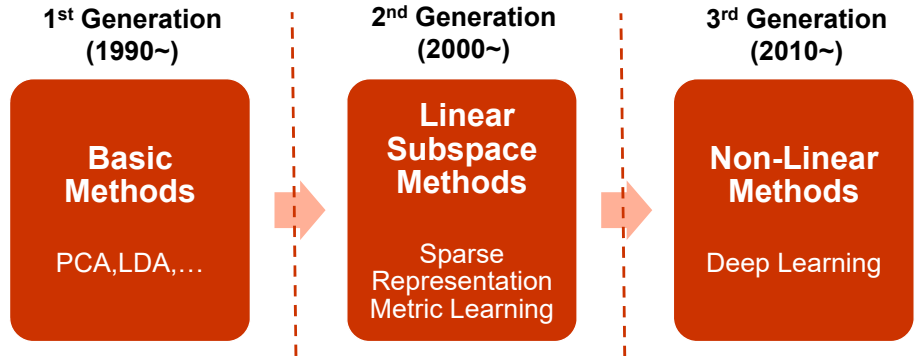 1st Generation
(1990~)
Basic
Methods
PCA,LDA,…
2nd Generation
(2000~)
Linear
Subspace
Methods
Sparse
Representation
Metric Learning
3rd Generation
(2010~)
Non-Linear
Methods
Deep Learning